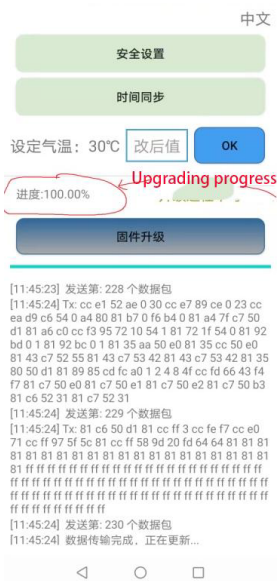 中文
安全设置
时间同步
设定气温：30℃ 改后值 OK
Upgrading progress
进度:100.00%
固件升级
[11:45:23] 发送第: 228 个数据包
[11:45:24] Tx: cc e1 52 ae 0 30 cc e7 89 ce 0 23 cc
ea d9 c6 54 0 a4 80 81 b7 0 f6 b4 0 81 a4 7f c7 50
d1 81 a6 c0 cc f3 95 72 10 54 1 81 72 1f 54 0 81 92
bd 0 1 81 92 bc 0 1 81 35 aa 50 e0 81 35 cc 50 e0
81 43 c7 52 55 81 43 c7 53 42 81 43 c7 53 42 81 35
80 50 d1 81 89 85 cd fc a0 1 2 4 8 4f cc fd 66 43 f4
f7 81 c7 50 e0 81 c7 50 e1 81 c7 50 e2 81 c7 50 b3
81 c6 52 31 81 c7 52 31
[11:45:24] 发送第: 229 个数据包
[11:45:24] Tx: 81 c6 50 d1 81 cc ff 3 cc fe f7 cc e0
71 cc ff 97 5f 5c 81 cc ff 58 9d 20 fd 64 64 81 81 81
81 81 81 81 81 81 81 81 81 81 81 81 81 81 81 81 81
81 ff ff ff ff ff ff ff ff ff ff ff ff ff ff ff ff ff ff ff ff ff ff
ff ff ff ff ff ff ff ff ff ff ff ff ff ff ff ff ff ff ff ff ff ff ff ff
ff ff ff ff ff ff ff ff ff ff ff ff ff ff ff ff ff ff ff ff ff ff ff ff
ff ff ff ff ff ff ff ff ff
[11:45:24] 发送第: 230 个数据包
[11:45:24] 数据传输完成，正在更新...